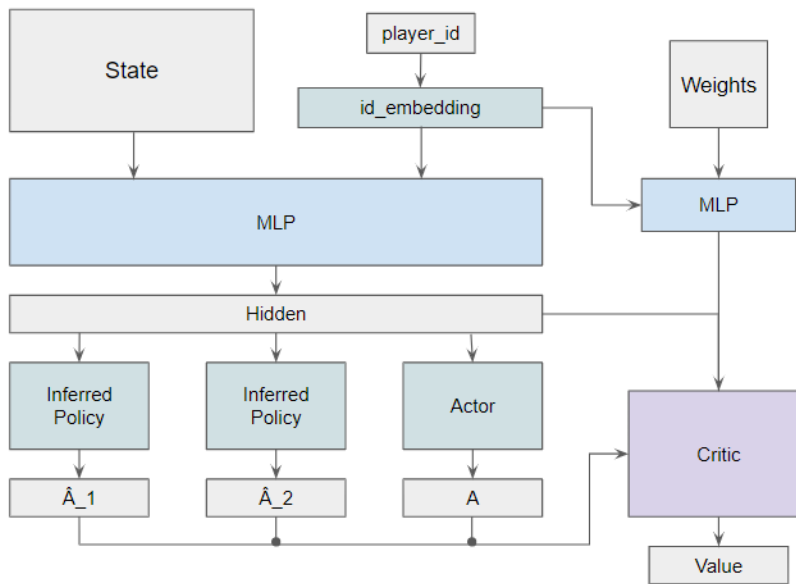 player_id
State
Weights
id_embedding
MLP
MLP
Hidden
Inferred
Policy
Inferred
Policy
Actor
Critic
Â_1
Â_2
A
Value